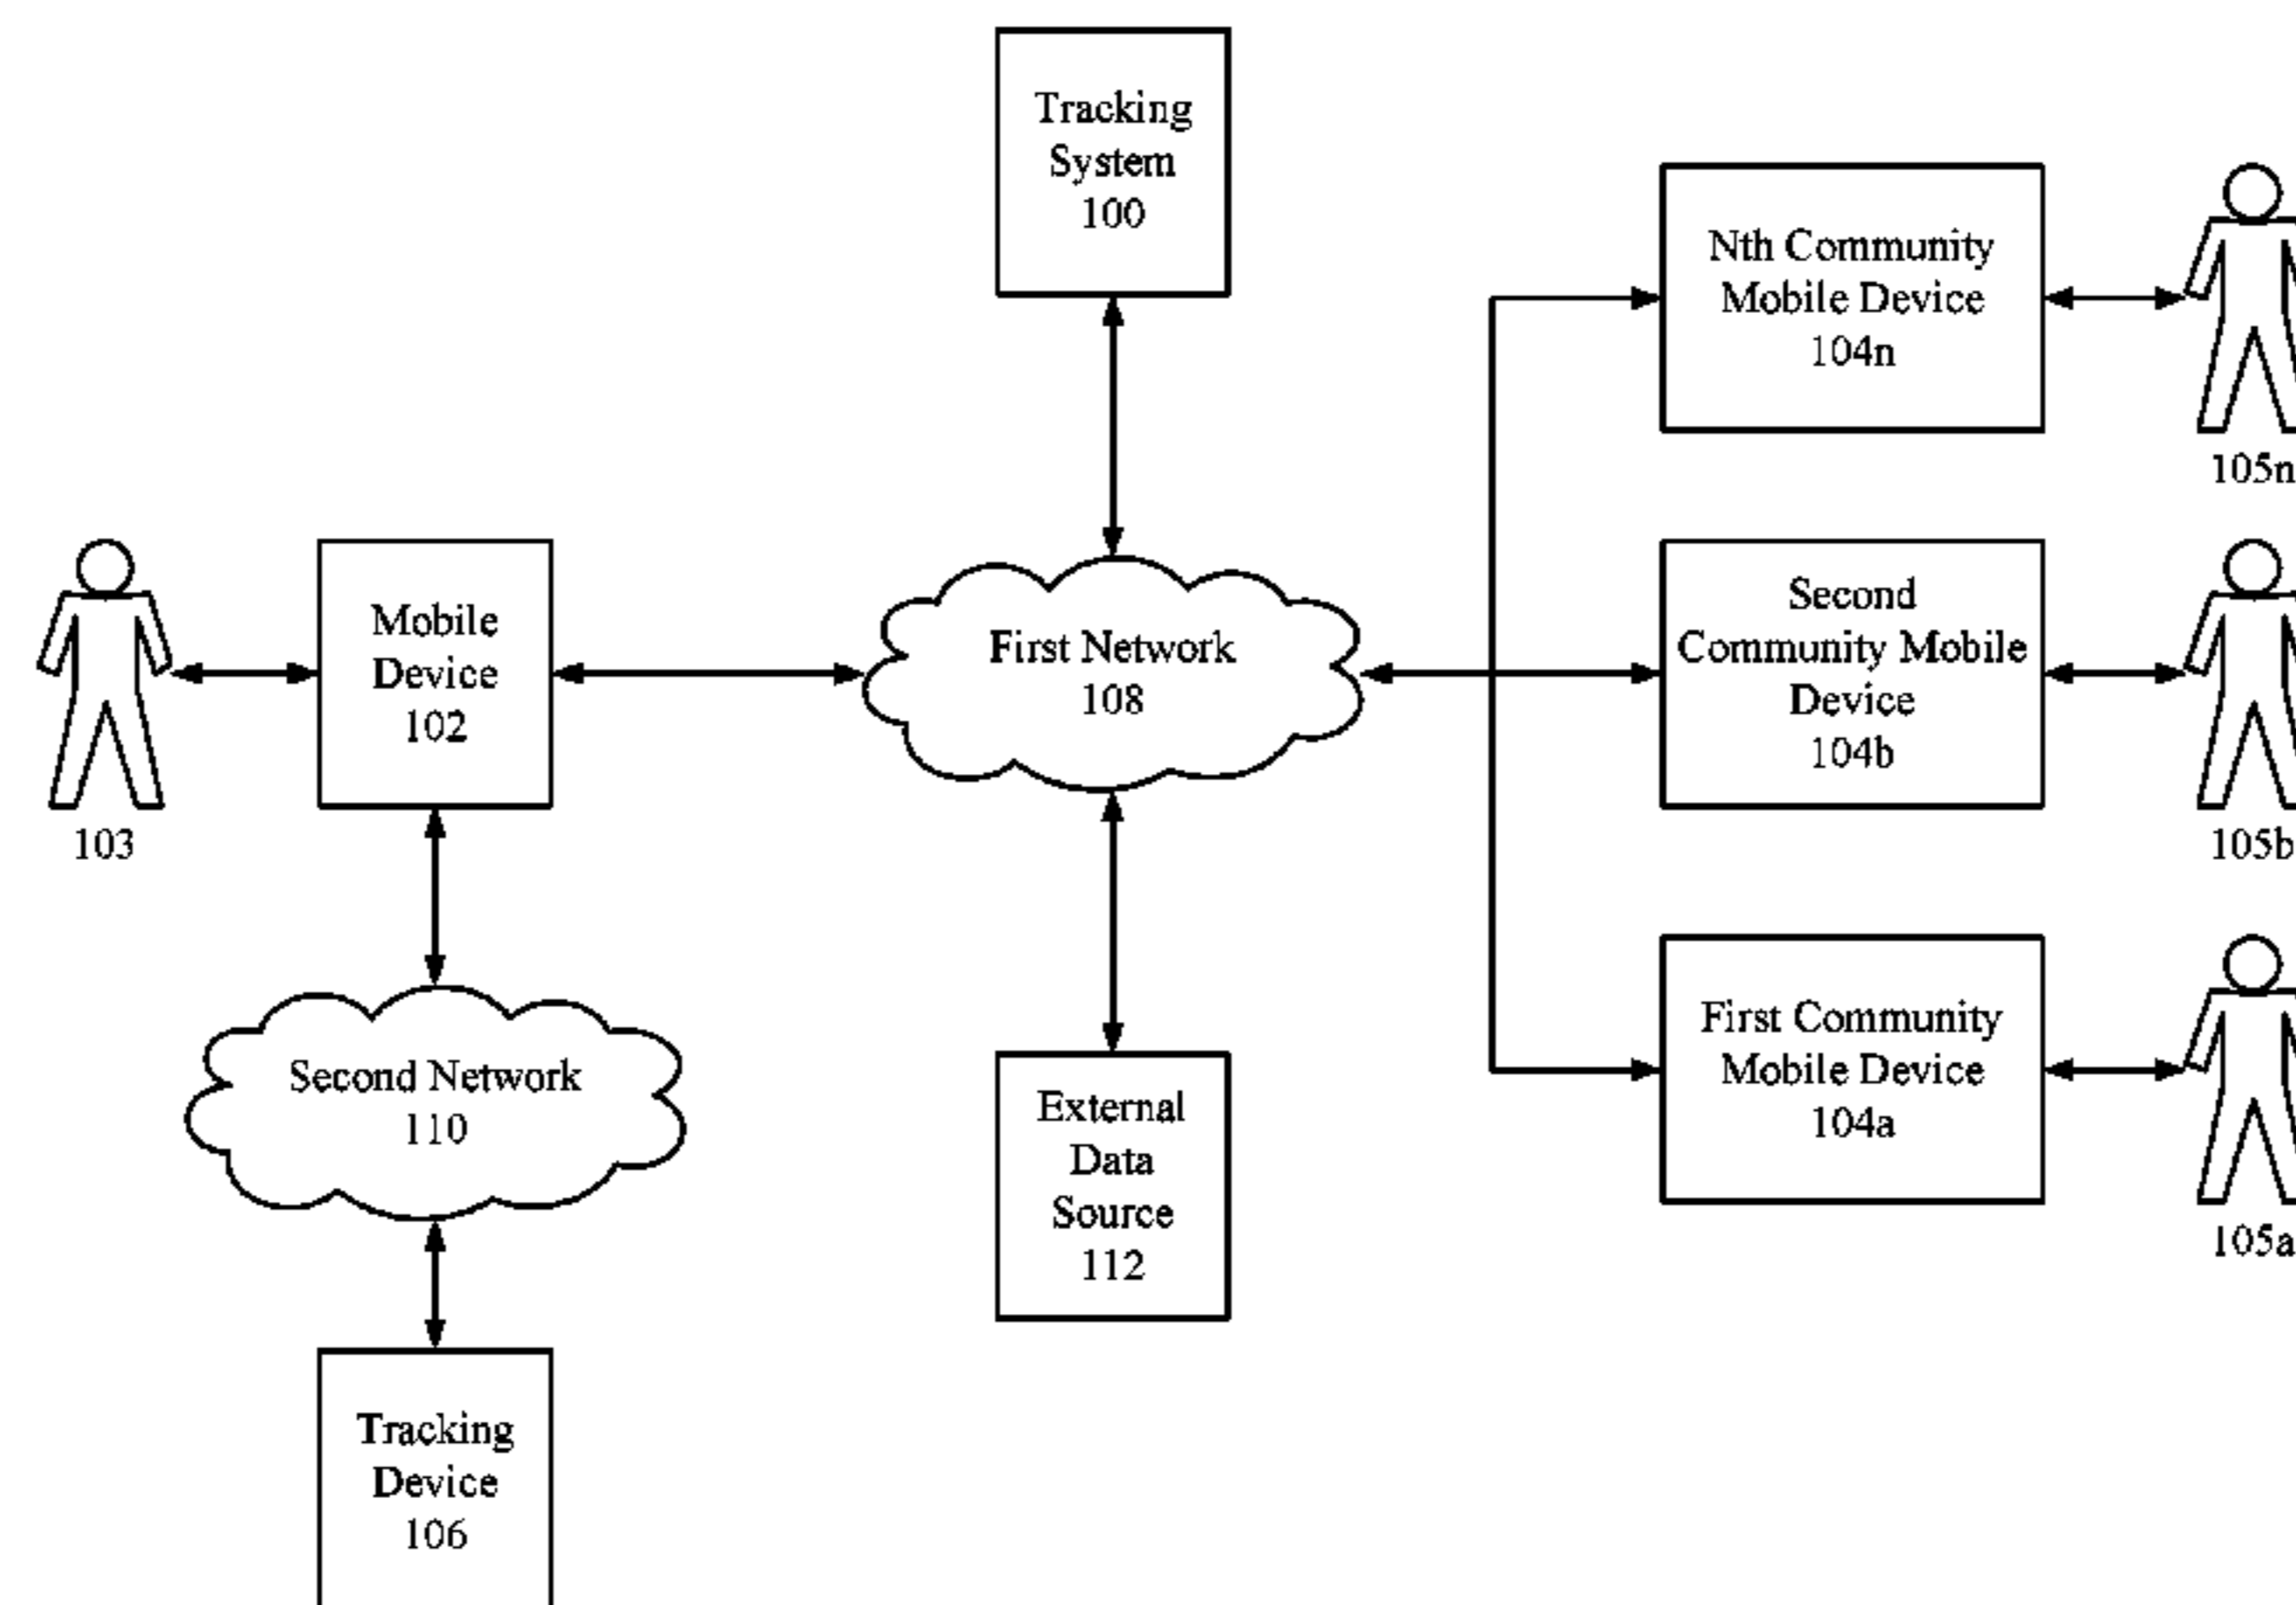 Tracking
System
100
Nth Community
Mobile Device
104n
105n
Mobile
Device
102
103
First Network
108
Second
Community Mobile
Device
104b
105b
Second Network
110
External
Data
Source
112
First Community
Mobile Device
104a
105a
Tracking
Device
106